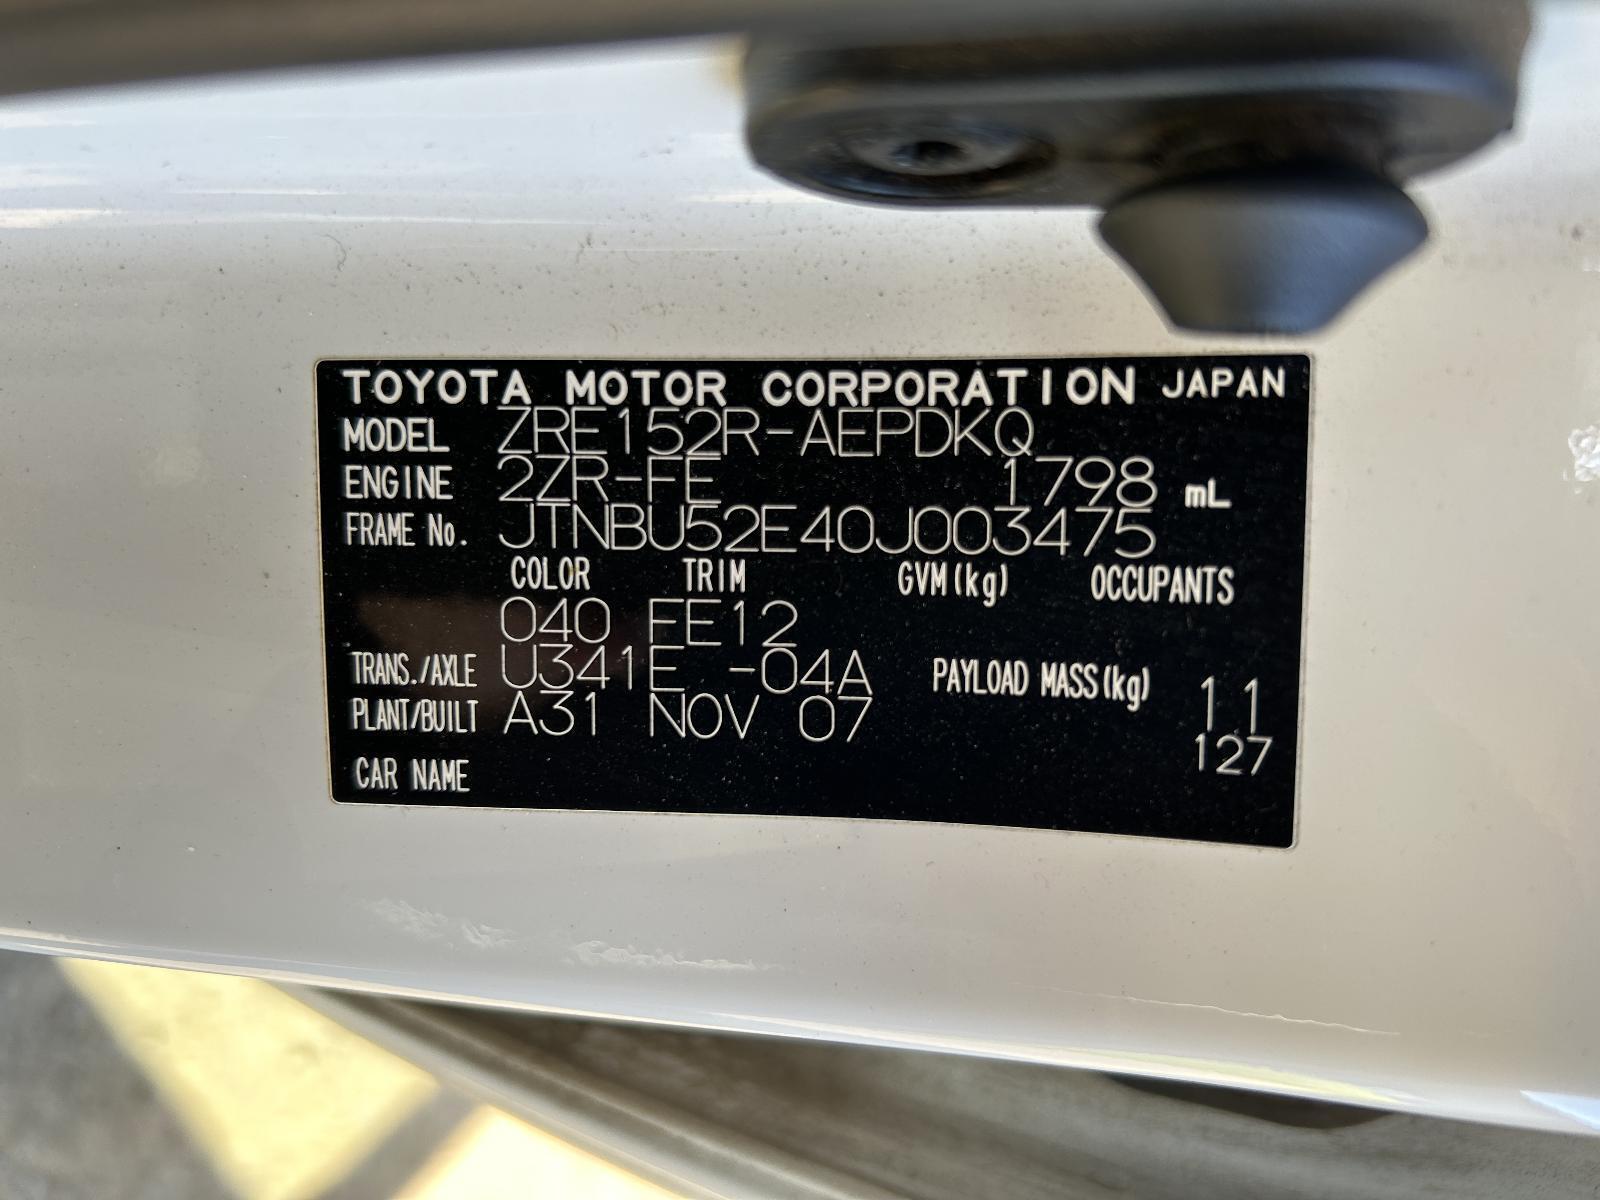 TOYOTA MOTOR CORPORATION JAPAN
MODEL ZRE152R-AEPDKQ
ENGINE 2ZR-FE 1798 mL
FRAME No. JTNBU52E40J003475
COLOR TRIM GVM(kg) OCCUPANTS
040 FE12
TRANS./AXLE U341E -04A PAYLOAD MASS(kg) 11
PLANT/BUILT A31 NOV 07
127
CAR NAME